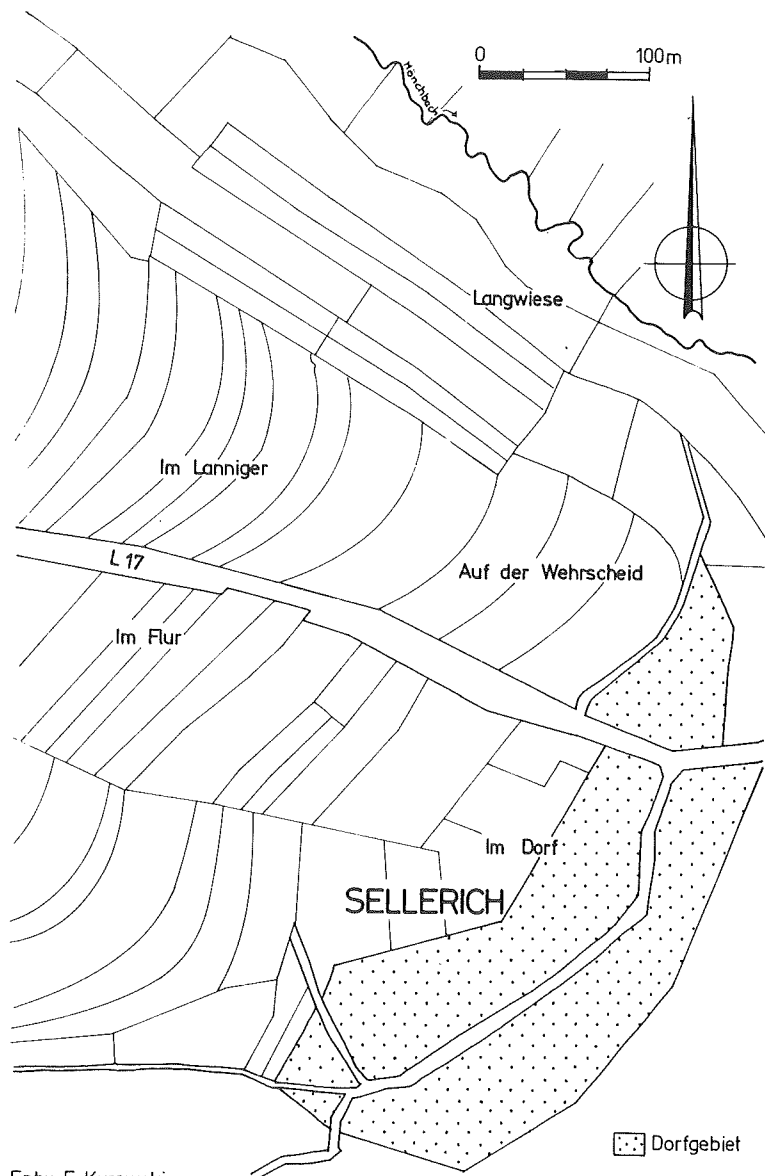 0 100m
Mönchbach
Langwiese
Im Lanniger
L 17
Auf der Wehrscheid
Im Flur
Im Dorf
SELLERICH
Dorfgebiet